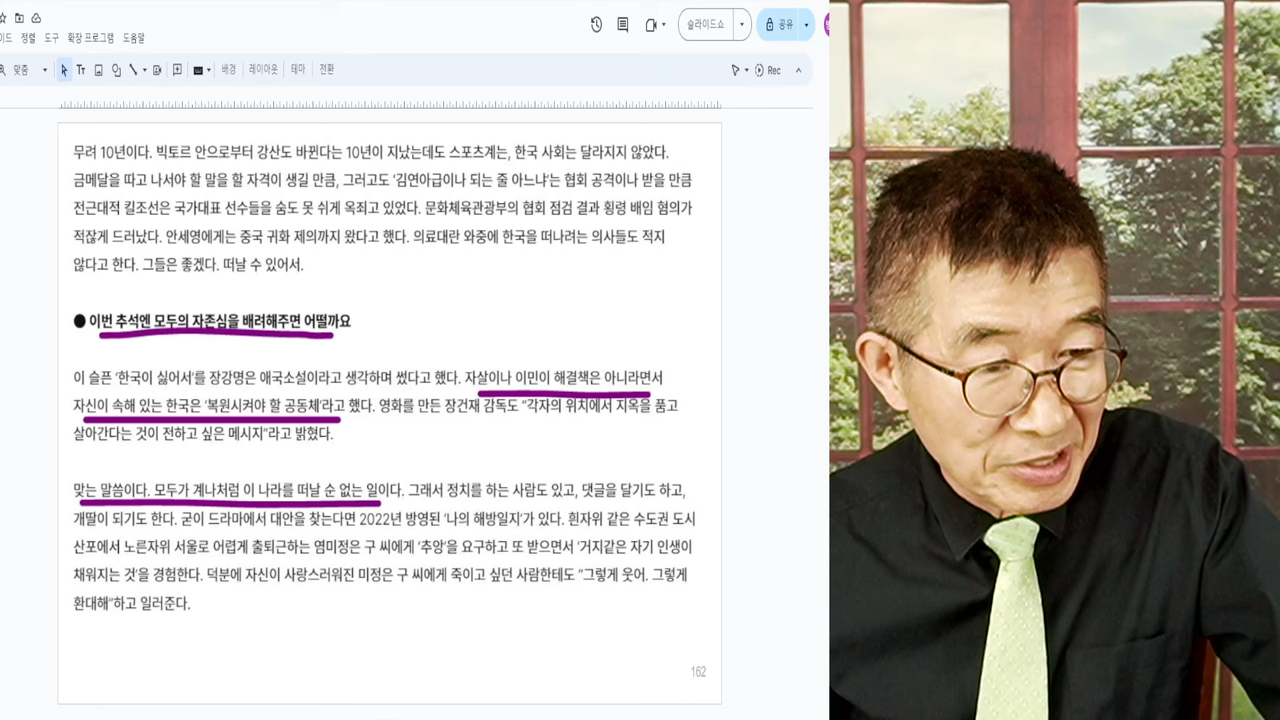 이드 정렬 도구 확장 프로그램 도움말
슬라이드쇼
공유
맞춤
배경 레이아웃 테마 전환
Rec
무려 10년이다. 빅토르 안으로부터 강산도 바뀐다는 10년이 지났는데도 스포츠계는, 한국 사회는 달라지지 않았다.
금메달을 따고 나서야 할 말을 할 자격이 생길 만큼, 그러고도 '김연아급이나 되는 줄 아느냐'는 협회 공격이나 받을 만큼
전근대적 킬조선은 국가대표 선수들을 숨도 못 쉬게 옥죄고 있었다. 문화체육관광부의 협회 점검 결과 횡령 배임 혐의가
적잖게 드러났다. 안세영에게는 중국 귀화 제의까지 왔다고 했다. 의료대란 와중에 한국을 떠나려는 의사들도 적지
않다고 한다. 그들은 좋겠다. 떠날 수 있어서.
● 이번 추석엔 모두의 자존심을 배려해주면 어떨까요
이 슬픈 '한국이 싫어서'를 장강명은 애국소설이라고 생각하며 썼다고 했다. 자살이나 이민이 해결책은 아니라면서
자신이 속해 있는 한국은 '복원시켜야 할 공동체'라고 했다. 영화를 만든 장건재 감독도 "각자의 위치에서 지옥을 품고
살아간다는 것이 전하고 싶은 메시지"라고 밝혔다.
맞는 말씀이다. 모두가 계나처럼 이 나라를 떠날 순 없는 일이다. 그래서 정치를 하는 사람도 있고, 댓글을 달기도 하고,
개딸이 되기도 한다. 굳이 드라마에서 대안을 찾는다면 2022년 방영된 '나의 해방일지'가 있다. 흰자위 같은 수도권 도시
산포에서 노른자위 서울로 어렵게 출퇴근하는 염미정은 구 씨에게 '추앙'을 요구하고 또 받으면서 '거지같은 자기 인생이
채워지는 것'을 경험한다. 덕분에 자신이 사랑스러워진 미정은 구 씨에게 죽이고 싶던 사람한테도 "그렇게 웃어. 그렇게
환대해"하고 일러준다.
162